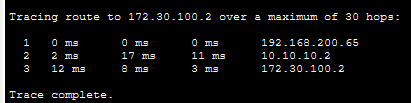 Tracing route to 172.30.100.2 over a maximum of 30 hops:
1 0 ms 0 ms 0 ms 192.168.200.65
2 2 ms 17 ms 11 ms 10.10.10.2
3 12 ms 8 ms 3 ms 172.30.100.2
Trace complete.